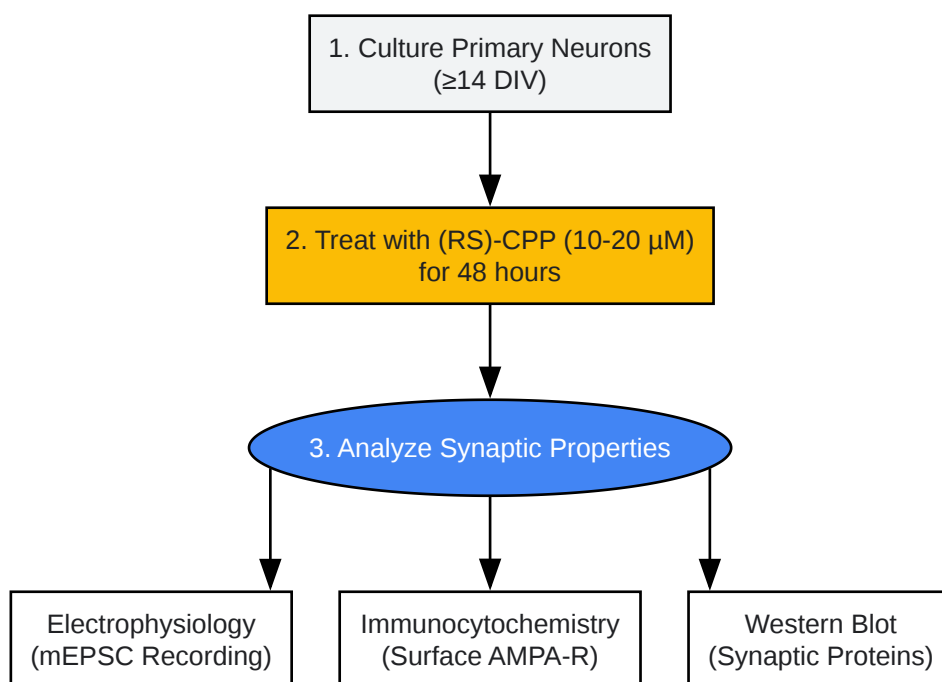 1. Culture Primary Neurons
(≥14 DIV)
2. Treat with (RS)-CPP (10-20 µM)
for 48 hours
3. Analyze Synaptic Properties
Electrophysiology
(mEPSC Recording)
Immunocytochemistry
(Surface AMPA-R)
Western Blot
(Synaptic Proteins)